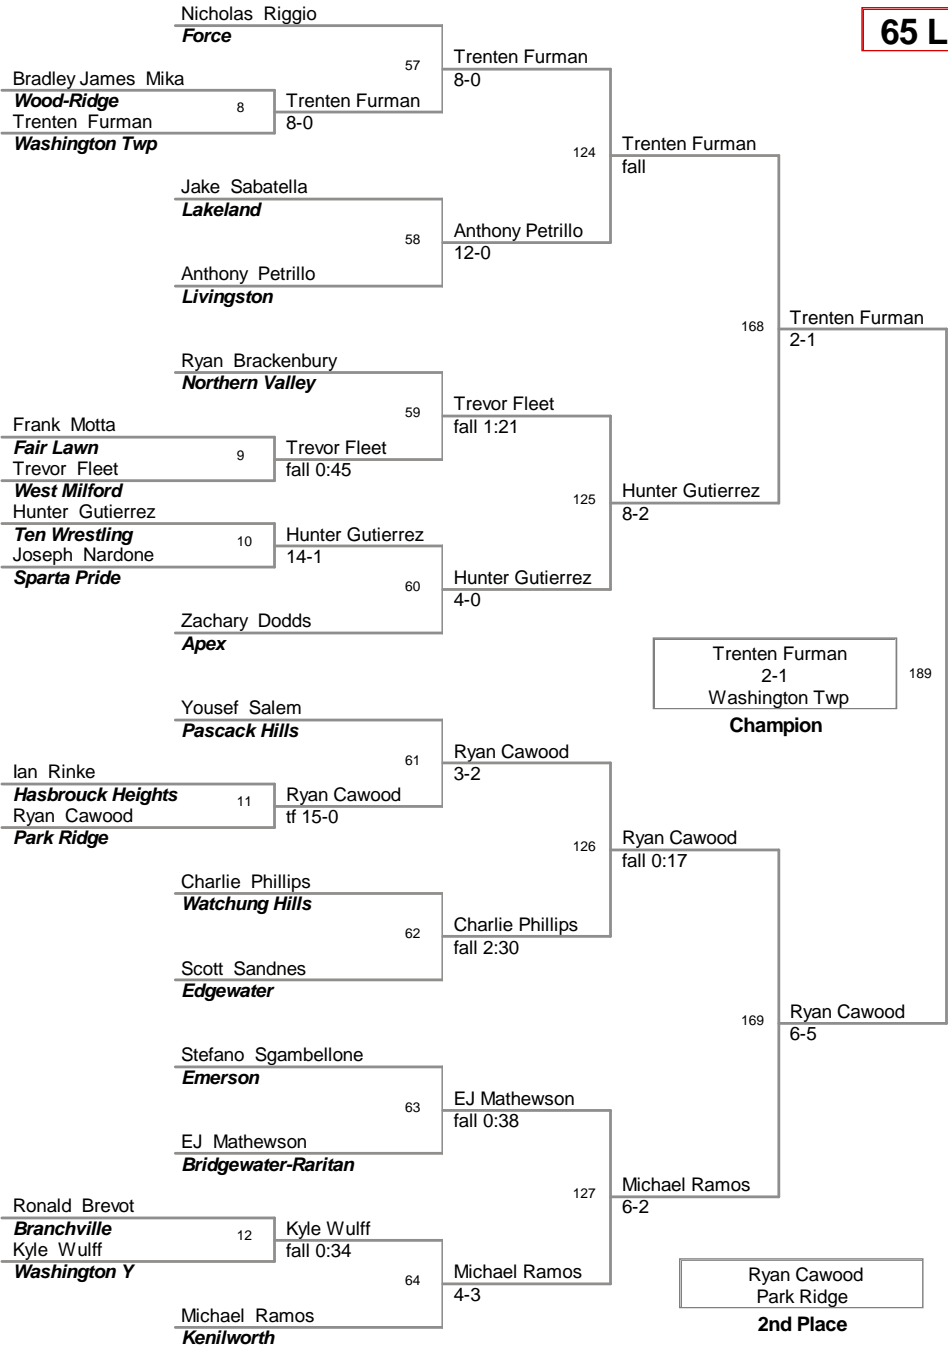 Nicholas Riggio
Force
65 L
57
Trenten Furman
8-0
Bradley James Mika
Wood-Ridge
8
Trenten Furman
8-0
Trenten Furman
Washington Twp
124
Trenten Furman
fall
Jake Sabatella
Lakeland
58
Anthony Petrillo
12-0
Anthony Petrillo
Livingston
168
Trenten Furman
2-1
Ryan Brackenbury
Northern Valley
59
Trevor Fleet
fall 1:21
Frank Motta
Fair Lawn
9
Trevor Fleet
fall 0:45
Trevor Fleet
West Milford
125
Hunter Gutierrez
8-2
Hunter Gutierrez
Ten Wrestling
10
Hunter Gutierrez
14-1
Joseph Nardone
Sparta Pride
60
Hunter Gutierrez
4-0
Zachary Dodds
Apex
Trenten Furman
2-1
Washington Twp
189
Champion
Yousef Salem
Pascack Hills
61
Ryan Cawood
3-2
Ian Rinke
Hasbrouck Heights
11
Ryan Cawood
tf 15-0
Ryan Cawood
Park Ridge
126
Ryan Cawood
fall 0:17
Charlie Phillips
Watchung Hills
62
Charlie Phillips
fall 2:30
Scott Sandnes
Edgewater
169
Ryan Cawood
6-5
Stefano Sgambellone
Emerson
63
EJ Mathewson
fall 0:38
EJ Mathewson
Bridgewater-Raritan
127
Michael Ramos
6-2
Ronald Brevot
Branchville
12
Kyle Wulff
fall 0:34
Kyle Wulff
Washington Y
64
Michael Ramos
4-3
Michael Ramos
Kenilworth
Ryan Cawood
Park Ridge
2nd Place